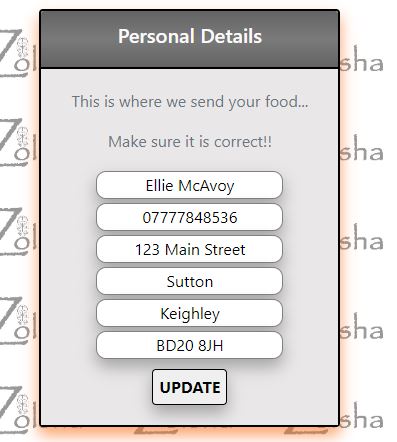 Personal Details
This is where we send your food...
Make sure it is correct!!
Ellie McAvoy
07777848536
123 Main Street
Sutton
Keighley
BD20 8JH
UPDATE